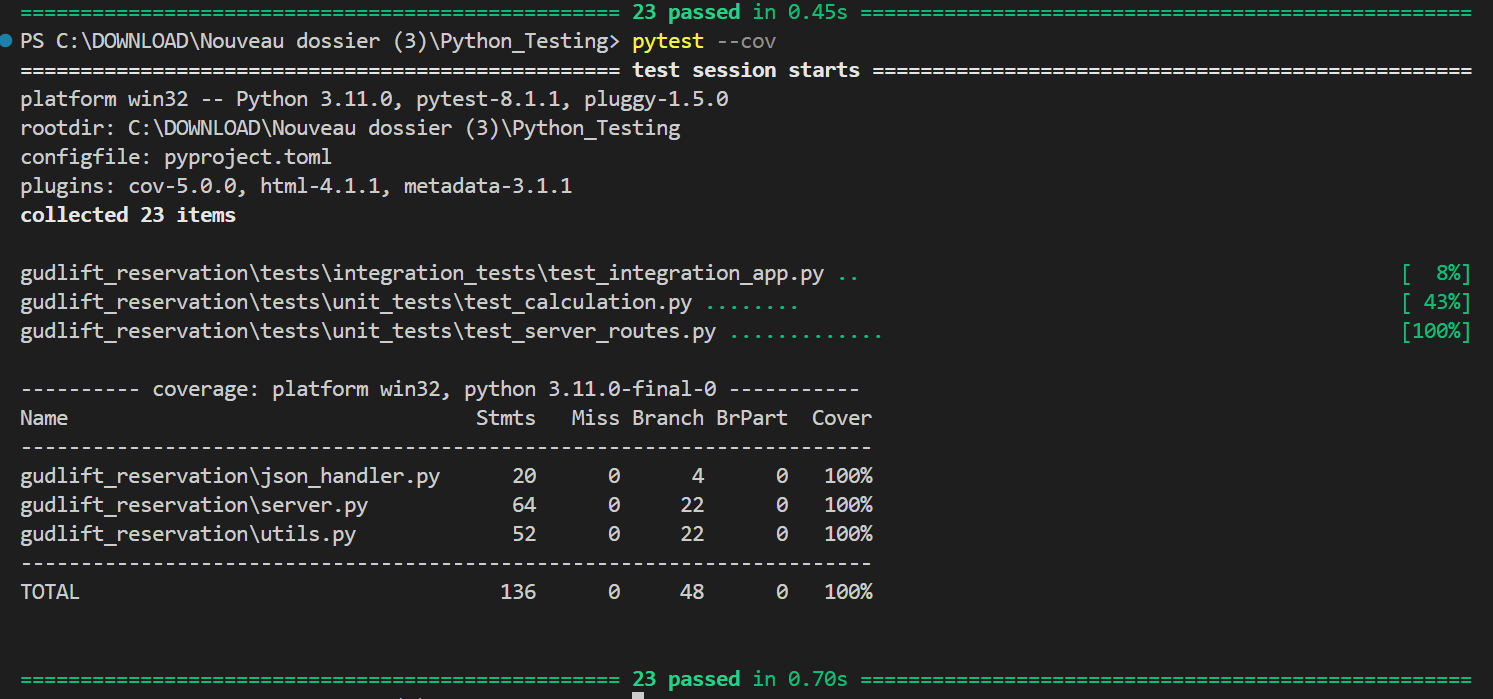 ================================================== 23 passed in 0.45s ===================================================
PS C:\DOWNLOAD\Nouveau dossier (3)\Python_Testing> pytest --cov
================================================== test session starts ==================================================
platform win32 -- Python 3.11.0, pytest-8.1.1, pluggy-1.5.0
rootdir: C:\DOWNLOAD\Nouveau dossier (3)\Python_Testing
configfile: pyproject.toml
plugins: cov-5.0.0, html-4.1.1, metadata-3.1.1
collected 23 items
gudlift_reservation\tests\integration_tests\test_integration_app.py .. [  8%]
gudlift_reservation\tests\unit_tests\test_calculation.py ........ [ 43%]
gudlift_reservation\tests\unit_tests\test_server_routes.py ............. [100%]
---------- coverage: platform win32, python 3.11.0-final-0 -----------
Name                                  Stmts   Miss Branch BrPart  Cover
-----------------------------------------------------------------------
gudlift_reservation\json_handler.py      20      0      4      0   100%
gudlift_reservation\server.py            64      0     22      0   100%
gudlift_reservation\utils.py             52      0     22      0   100%
-----------------------------------------------------------------------
TOTAL                                   136      0     48      0   100%
================================================== 23 passed in 0.70s ===================================================